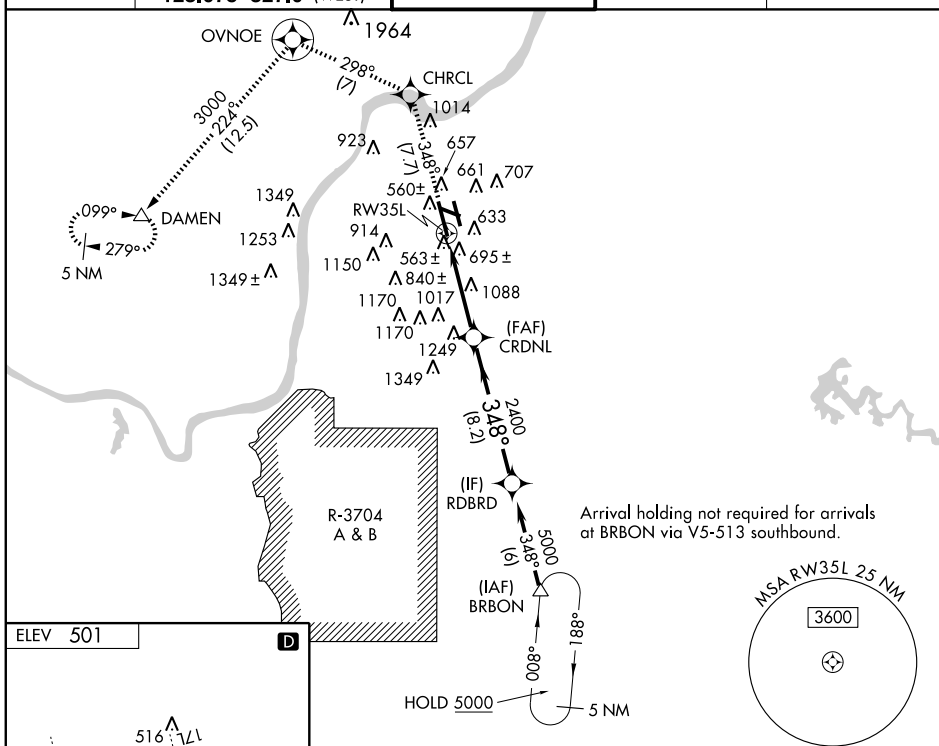 1964
OVNOE
298°
(7)
CHRCL
3000
224°
(12.5)
1014
923
348°
(7.7)
657
661
707
560±
1349
099°
DAMEN
RW35L
633
1253
914
279°
1150
563±
695±
5 NM
1349±
840±
1088
1170
1017
1170
(FAF)
CRDNL
1249
1349
2400
348°
(8.2)
(IF)
RDBRD
R-3704
A & B
Arrival holding not required for arrivals
at BRBON via V5-513 southbound.
5000
348°
(6)
MSA RW35L 25 NM
(IAF)
BRBON
3600
ELEV 501
D
008°
188°
HOLD 5000
5 NM
516
17L